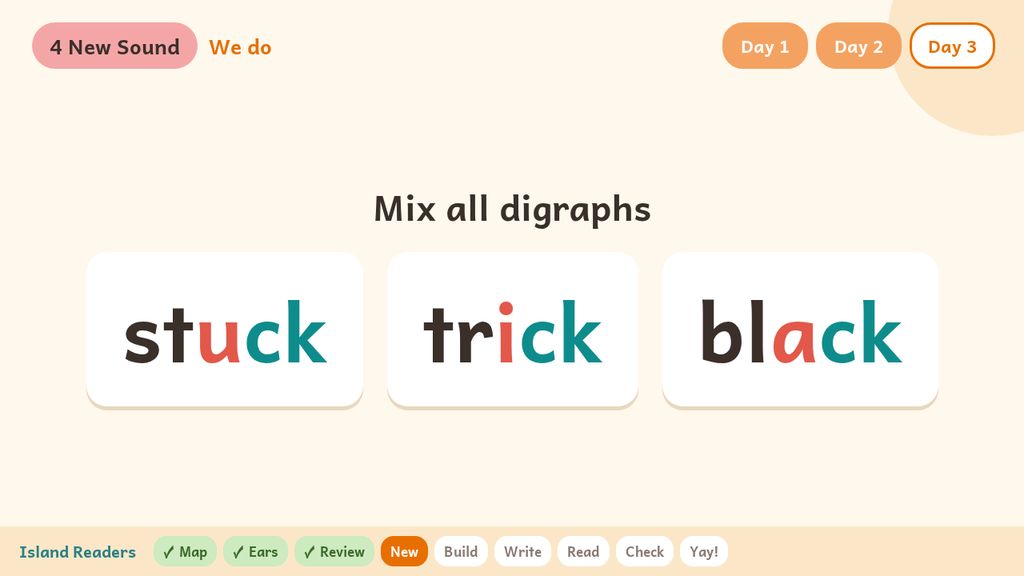 4 New Sound We do Day 1 Day 2 Day 3
Mix all digraphs
stuck trick black
Island Readers ✓ Map ✓ Ears ✓ Review New Build Write Read Check Yay!